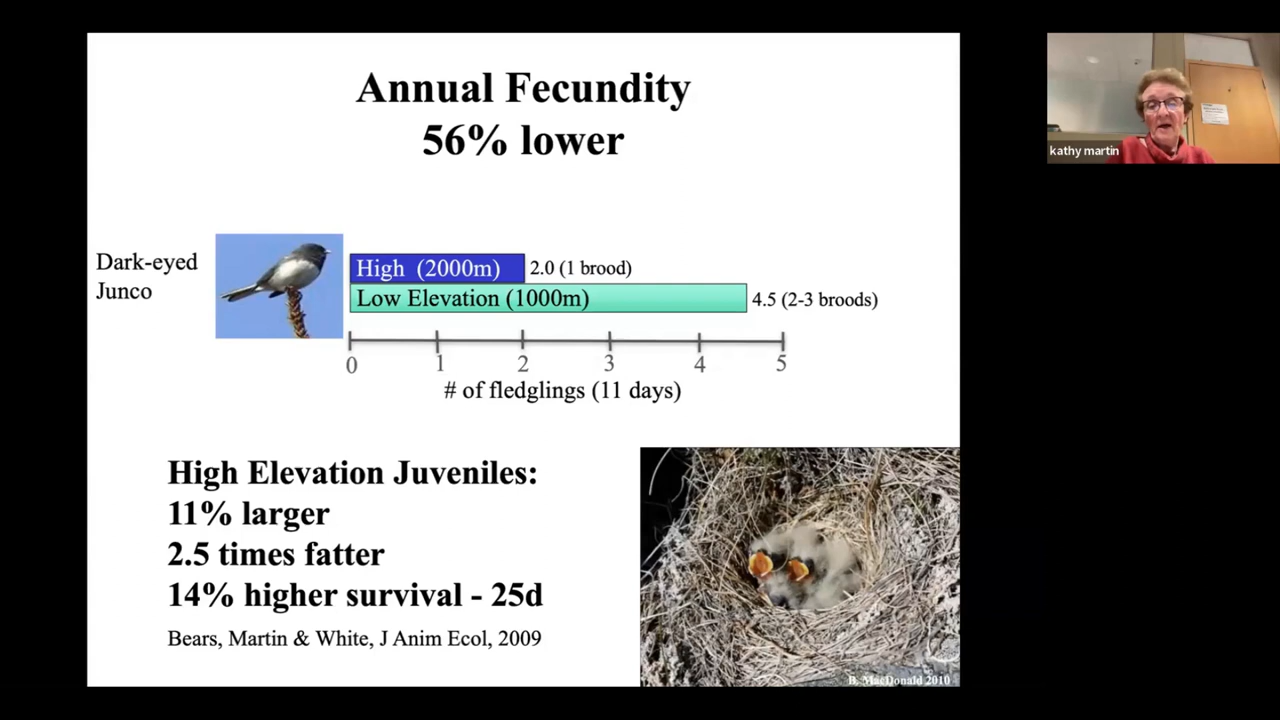 Annual Fecundity
56% lower
kathy martin
Dark-eyed
Junco
High (2000m)
2.0 (1 brood)
Low Elevation (1000m)
4.5 (2-3 broods)
0 1 2 3 4 5
# of fledglings (11 days)
High Elevation Juveniles:
11% larger
2.5 times fatter
14% higher survival - 25d
Bears, Martin & White, J Anim Ecol, 2009
B. MacDonald 2010